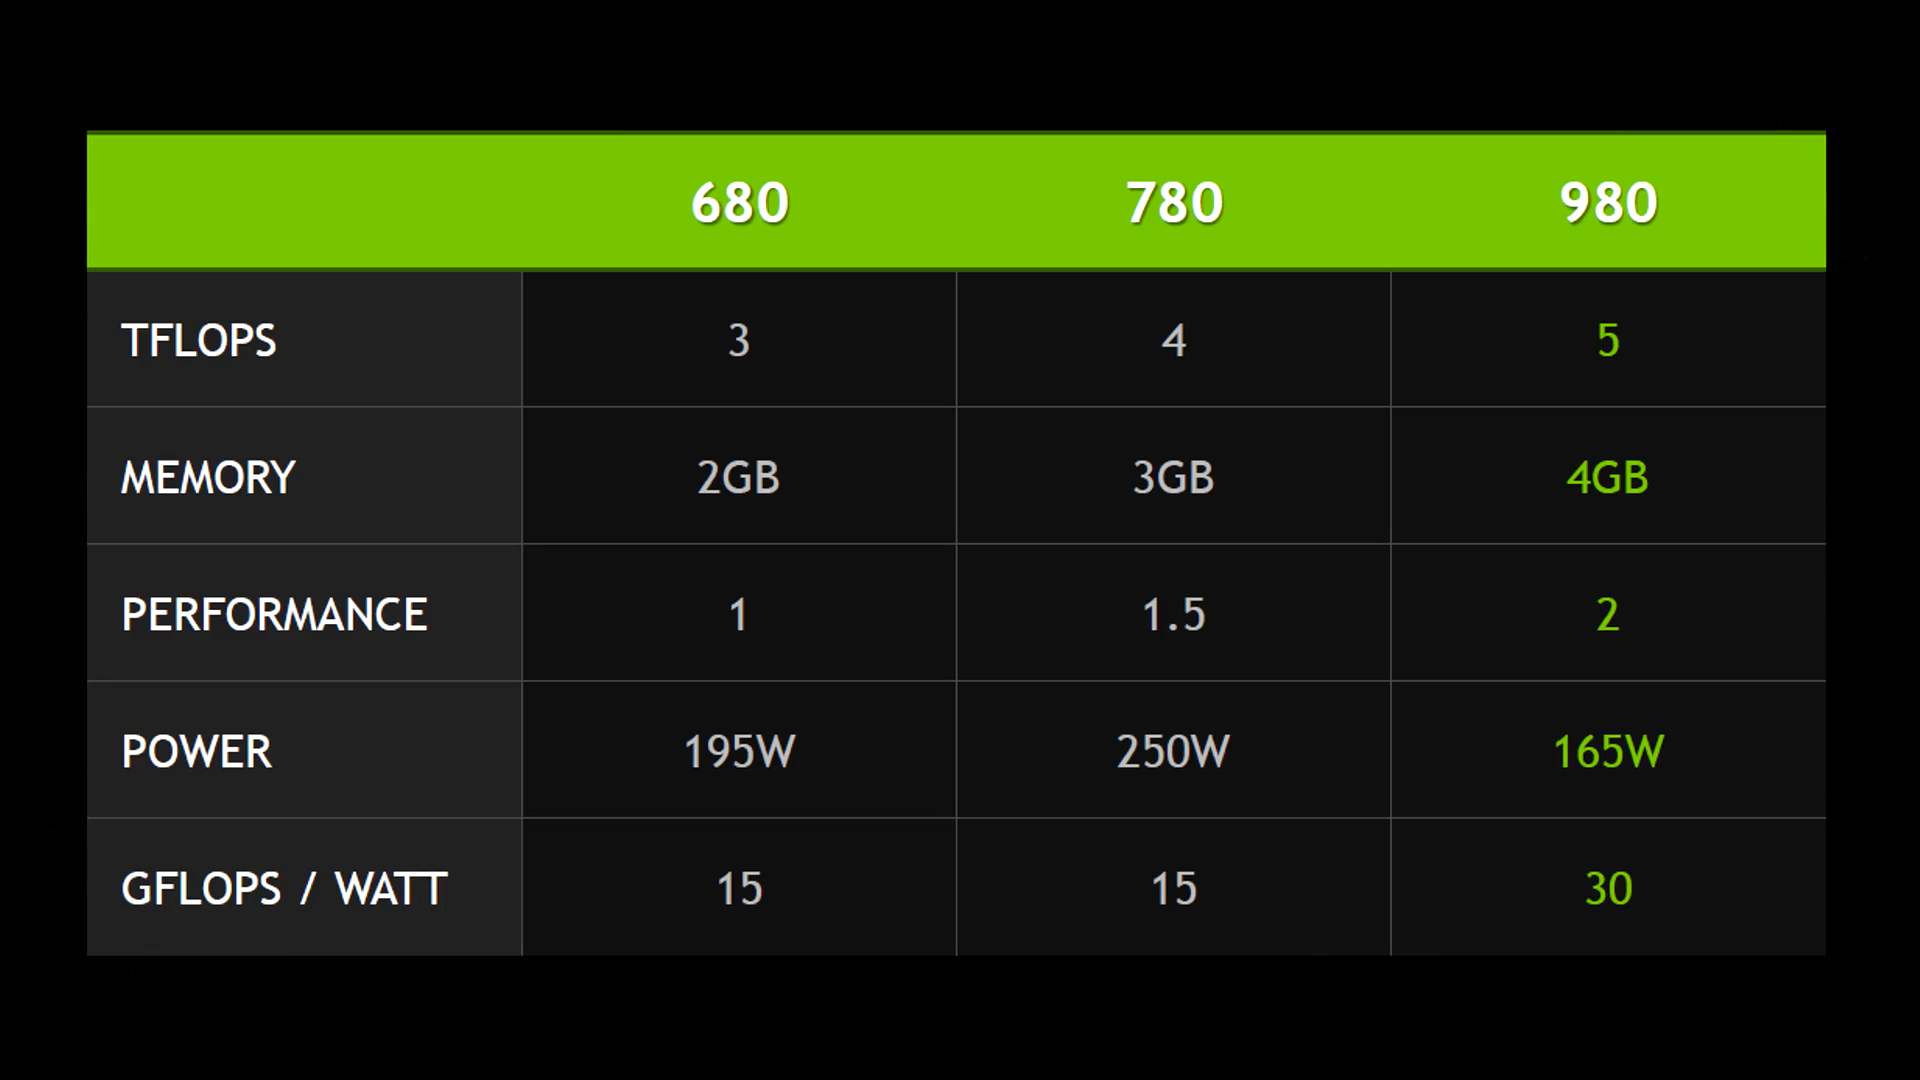 680 780 980
TFLOPS 3 4 5
MEMORY 2GB 3GB 4GB
PERFORMANCE 1 1.5 2
POWER 195W 250W 165W
GFLOPS / WATT 15 15 30